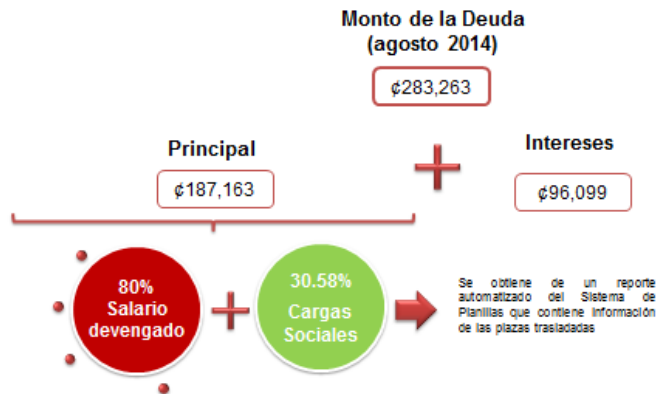 Monto de la Deuda
(agosto 2014)
¢283,263
Principal
Intereses
¢187,163
¢96,099
80%
Salario
devengado
30.58%
Cargas
Sociales
Se obtiene de un reporte
automatizado del Sistema de
Planillas que contiene información
de las plazas trasladadas